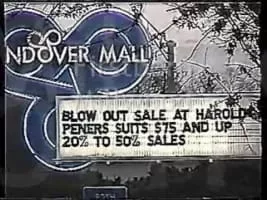 NDOVER MALL
BLOW OUT SALE AT HAROLD
PENERS SUITS $75 AND UP
20% TO 50% SALES